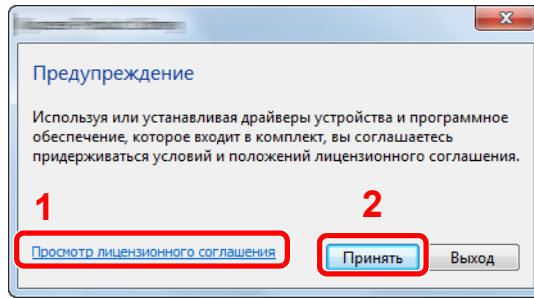 Предупреждение
Используя или устанавливая драйверы устройства и программное
обеспечение, которое входит в комплект, вы соглашаетесь
придерживаться условий и положений лицензионного соглашения.
1
2
Просмотр лицензионного соглашения
Принять
Выход